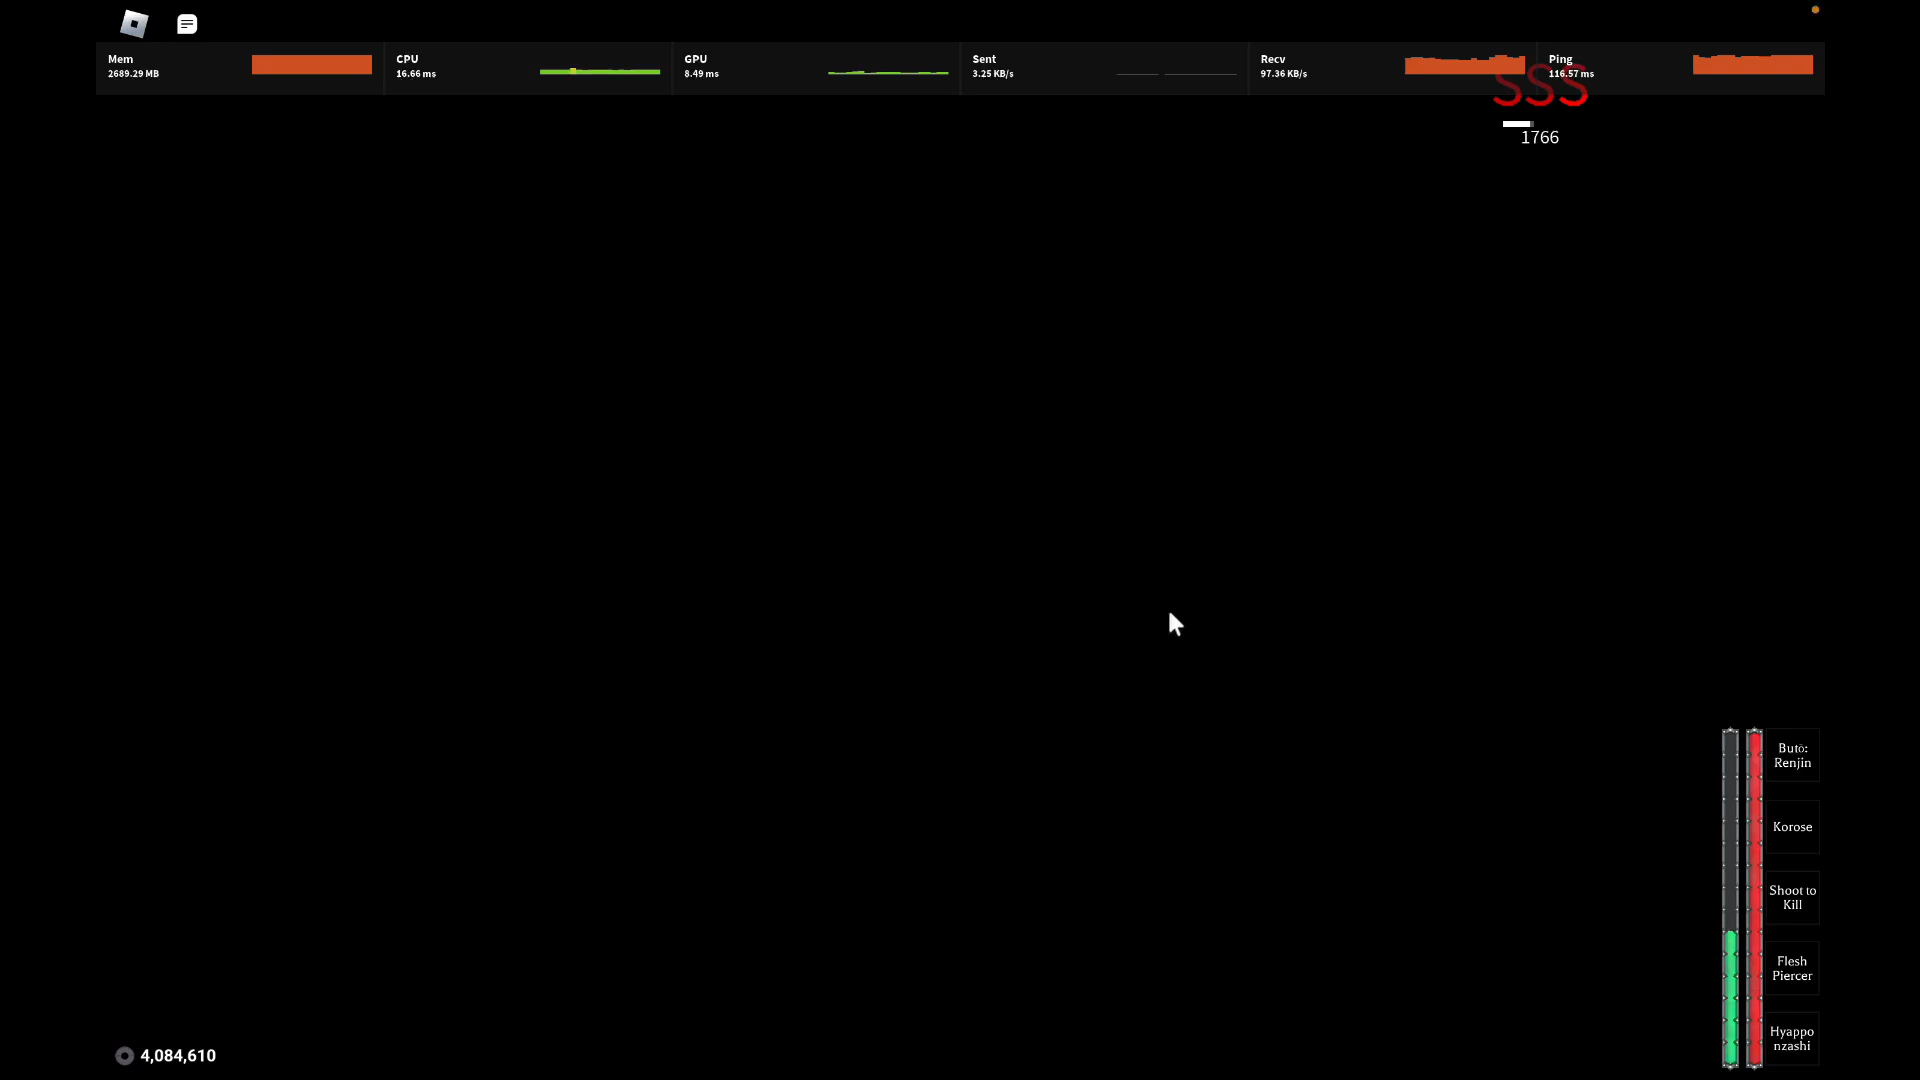 Mem
2689.29 MB
CPU
16.66 ms
GPU
8.49 ms
Sent
3.25 KB/s
Recv
97.36 KB/s
Ping
116.57 ms
SSS
1766
Butō:
Renjin
Korose
Shoot to
Kill
Flesh
Piercer
Hyappo
nzashi
4,084,610